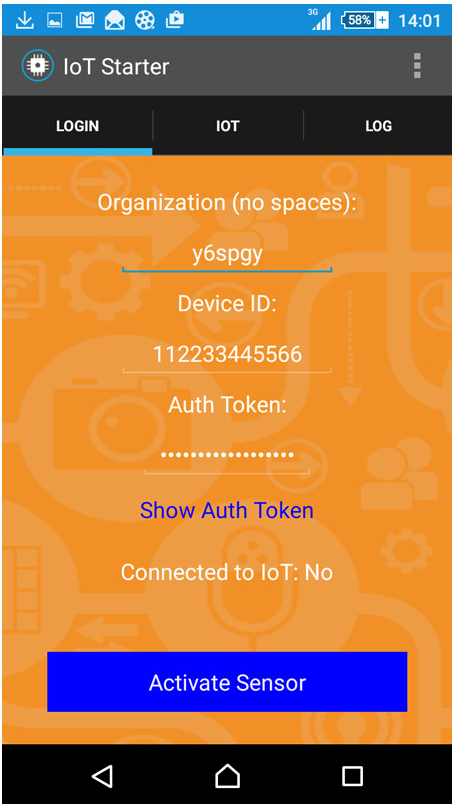 3G
58%
14:01
IoT Starter
LOGIN
IOT
LOG
Organization (no spaces):
y6spgy
Device ID:
112233445566
Auth Token:
••••••••••••••••••
Show Auth Token
Connected to IoT: No
Activate Sensor